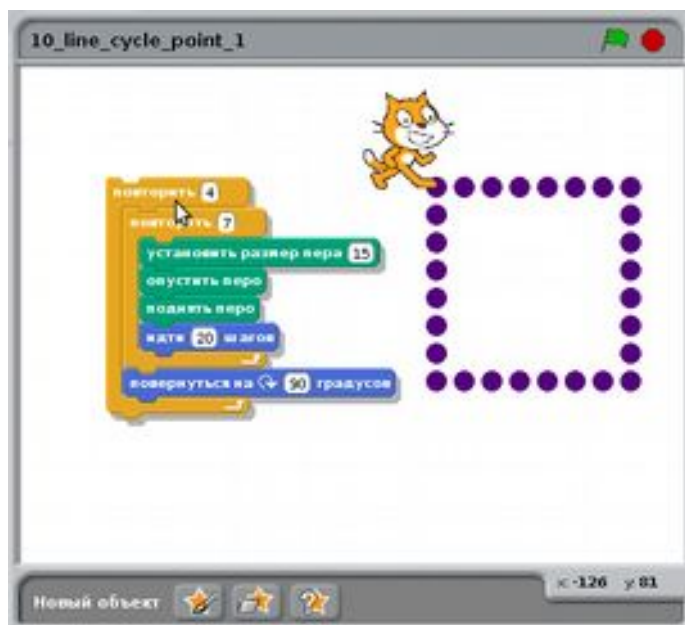 10_line_cycle_point_1
повторить 4
повторить 7
установить размер пера 15
опустить перо
поднять перо
идти 20 шагов
повернуться на 90 градусов
x: -126 y: 81
Новый объект